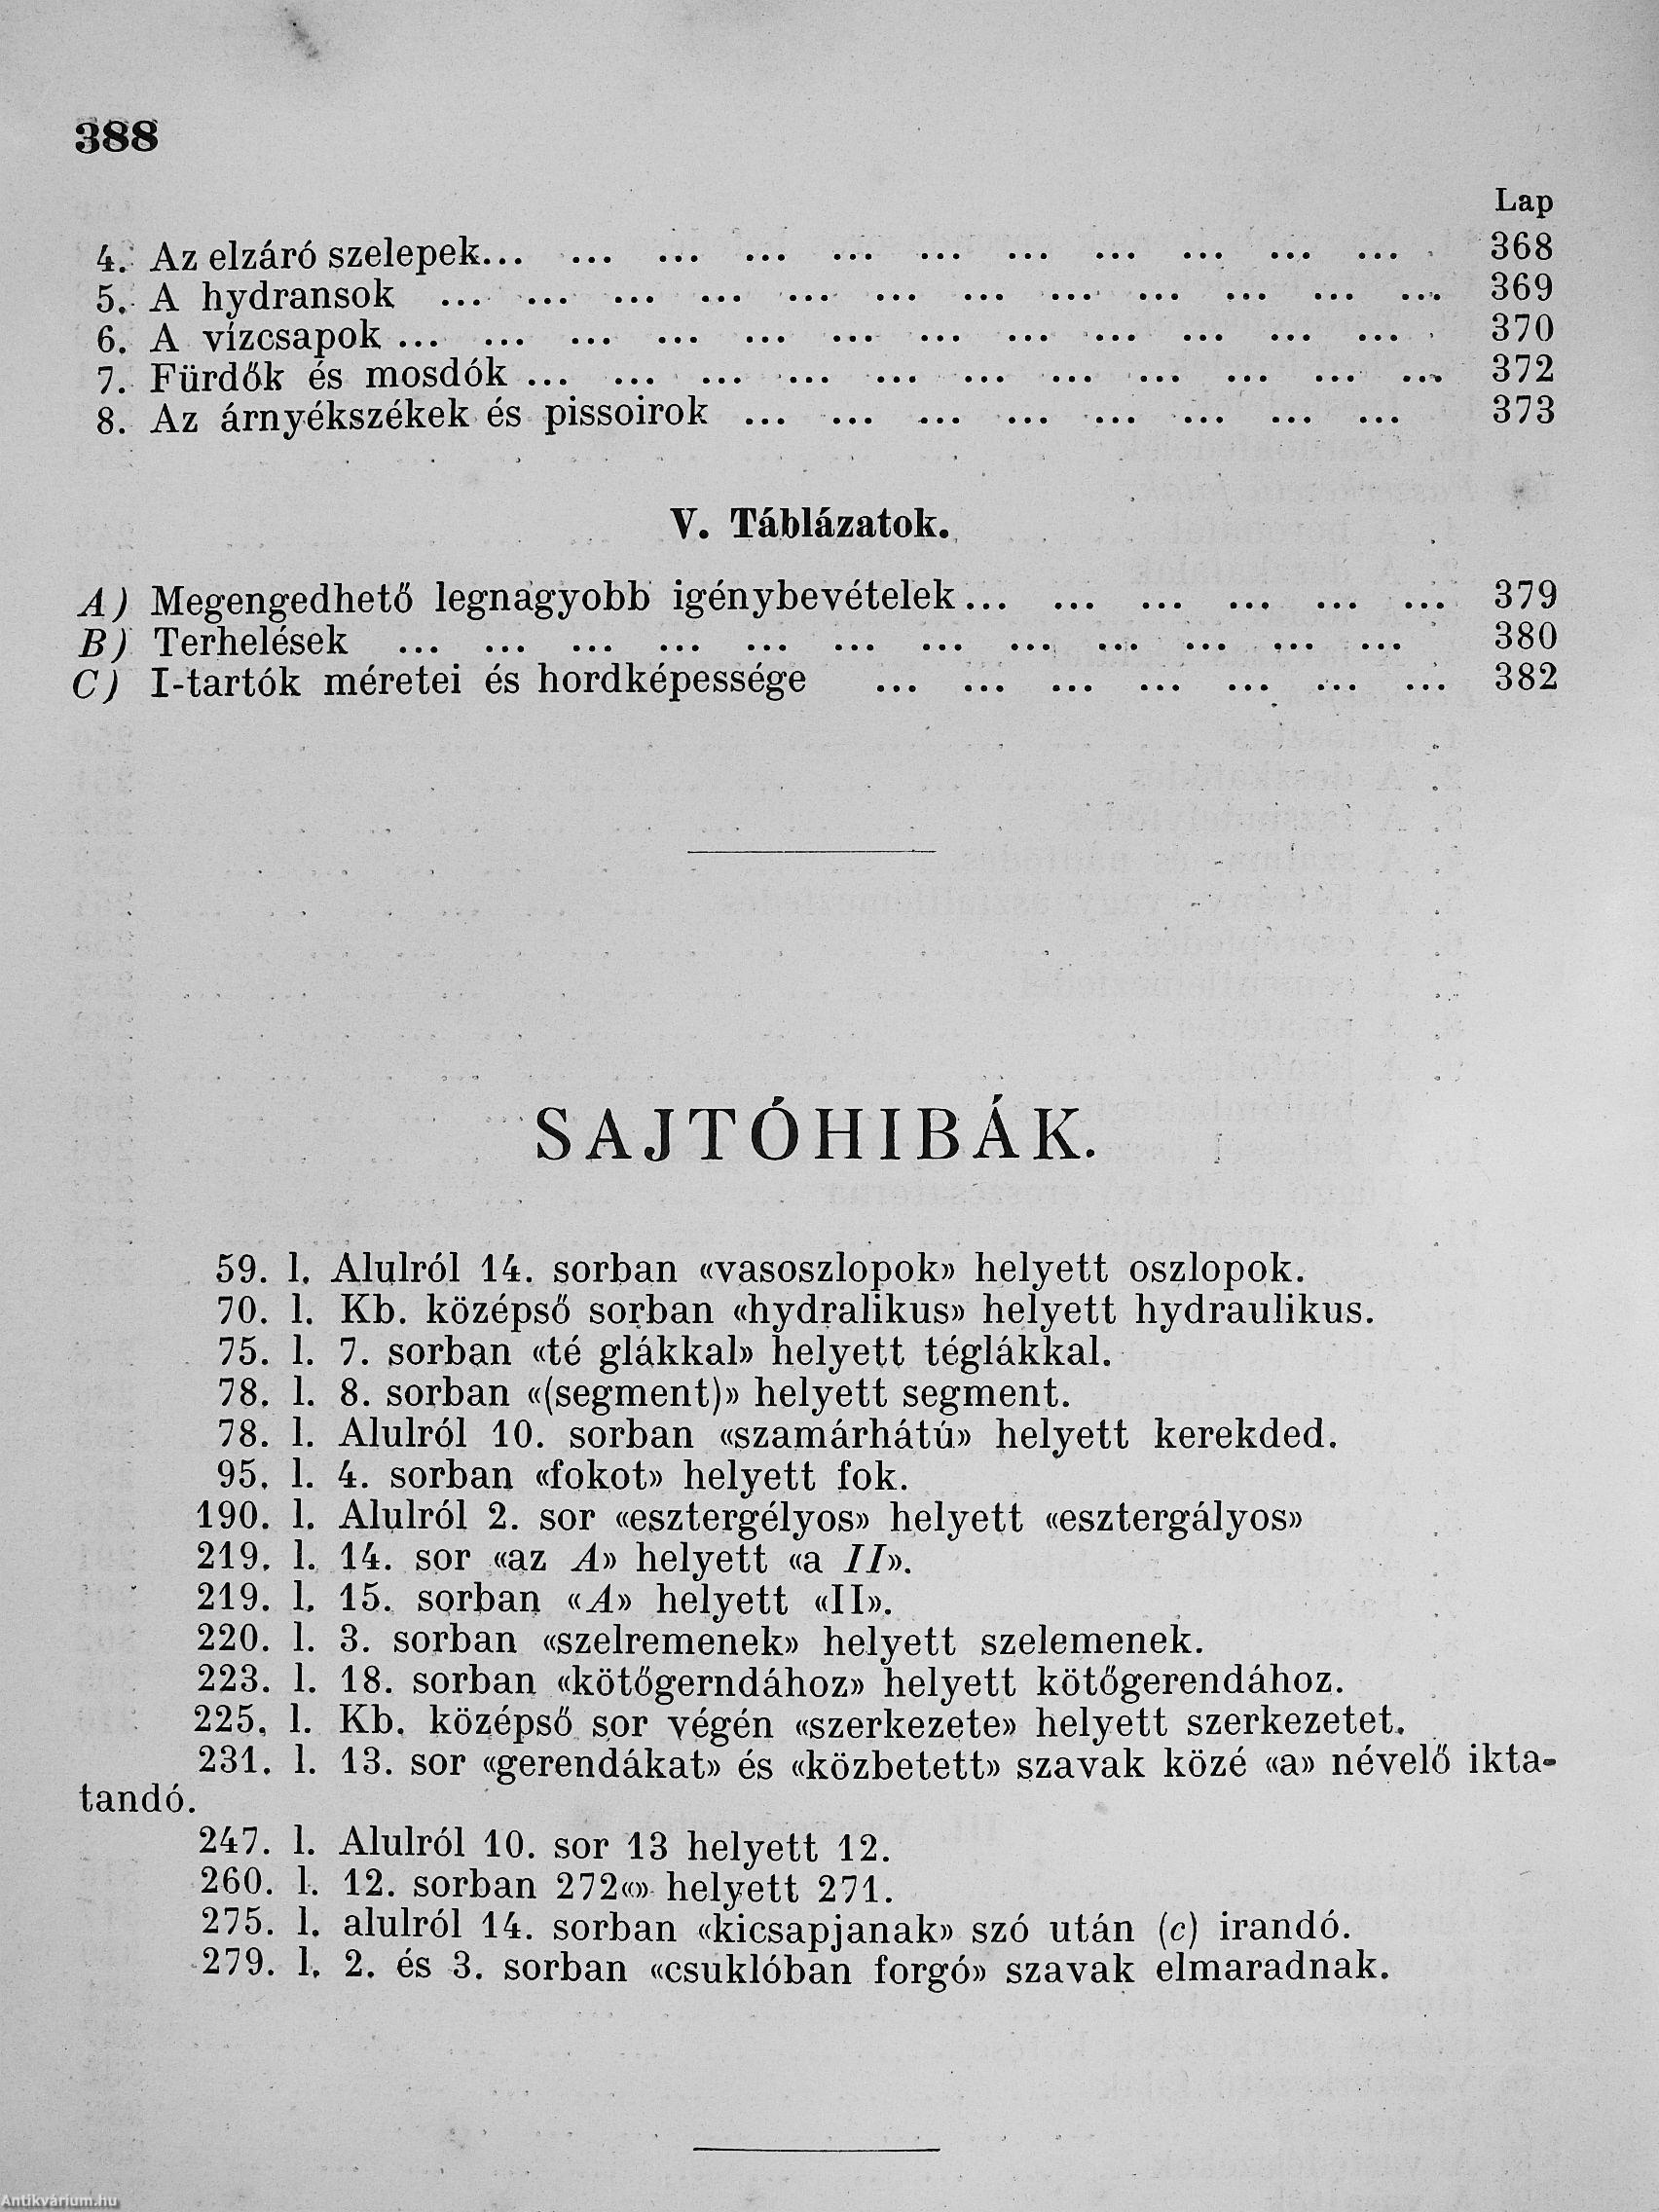 388
Lap
4. Az elzáró szelepek... ... ... ... ... ... ... ... ... ... ... 368
5. A hydransok ... ... ... ... ... ... ... ... ... ... ... ... 369
6. A vízcsapok ... ... ... ... ... ... ... ... ... ... ... ... 370
7. Fürdők és mosdók ... ... ... ... ... ... ... ... ... ... ... 372
8. Az árnyékszékek és pissoirok ... ... ... ... ... ... ... ... 373
V. Táblázatok.
A) Megengedhető legnagyobb igénybevételek... ... ... ... ... ... 379
B) Terhelések ... ... ... ... ... ... ... ... ... ... ... ... 380
C) I-tartók méretei és hordképessége ... ... ... ... ... ... ... 382
SAJTÓHIBÁK.
59. l. Alulról 14. sorban «vasoszlopok» helyett oszlopok.
70. l. Kb. középső sorban «hydralikus» helyett hydraulikus.
75. l. 7. sorban «té glákkal» helyett téglákkal.
78. l. 8. sorban «(segment)» helyett segment.
78. l. Alulról 10. sorban «szamárhátú» helyett kerekded.
95. l. 4. sorban «fokot» helyett fok.
190. l. Alulról 2. sor «esztergélyos» helyett «esztergályos»
219. l. 14. sor «az A» helyett «a II».
219. l. 15. sorban «A» helyett «II».
220. l. 3. sorban «szelremenek» helyett szelemenek.
223. l. 18. sorban «kötőgerndához» helyett kötőgerendához.
225. l. Kb. középső sor végén «szerkezete» helyett szerkezetet.
231. l. 13. sor «gerendákat» és «közbetett» szavak közé «a» névelő ikta-
tandó.
247. l. Alulról 10. sor 13 helyett 12.
260. l. 12. sorban 272«» helyett 271.
275. l. alulról 14. sorban «kicsapjanak» szó után (c) irandó.
279. l. 2. és 3. sorban «csuklóban forgó» szavak elmaradnak.
Antikvárium.hu